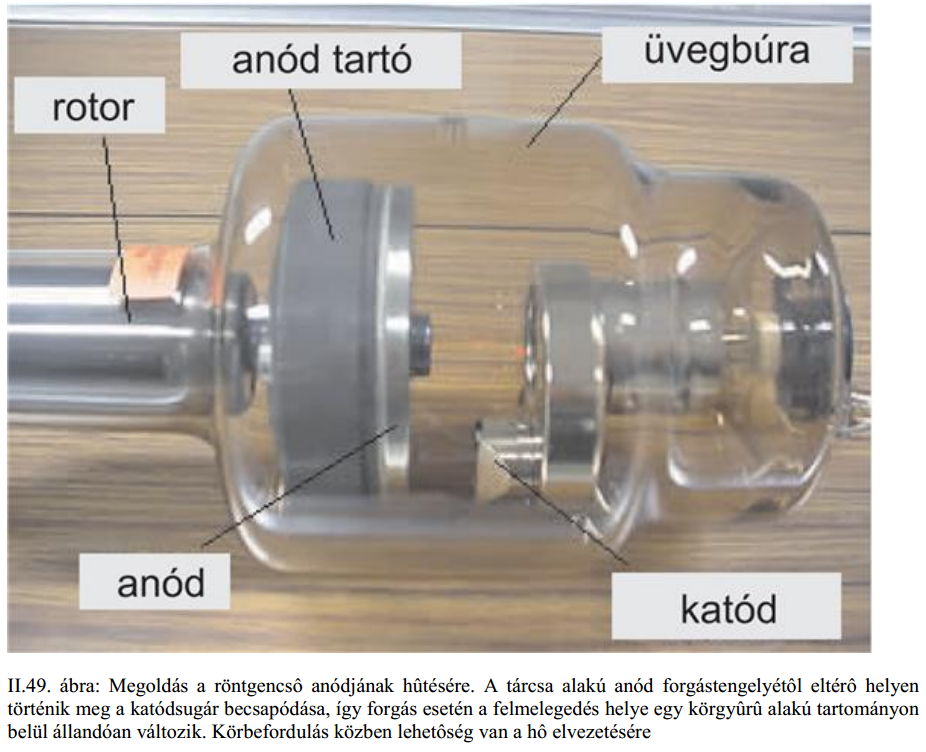 anód tartó
üvegbúra
rotor
anód
katód
II.49. ábra: Megoldás a röntgencsô anódjának hûtésére. A tárcsa alakú anód forgástengelyétôl eltérô helyen
történik meg a katódsugár becsapódása, így forgás esetén a felmelegedés helye egy körgyûrû alakú tartományon
belül állandóan változik. Körbefordulás közben lehetôség van a hô elvezetésére